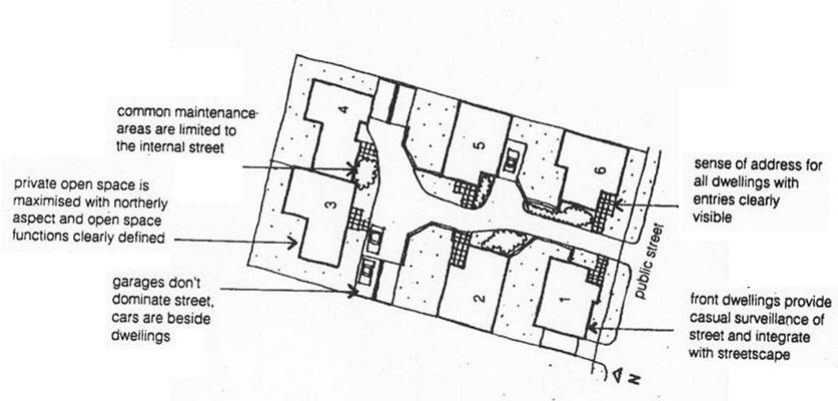 common maintenance
areas are limited to
the internal street
private open space is
maximised with northerly
aspect and open space
functions clearly defined
garages don't
dominate street,
cars are beside
dwellings
4
3
5
6
2
1
sense of address for
all dwellings with
entries clearly
visible
public street
front dwellings provide
casual surveillance of
street and integrate
with streetscape
N